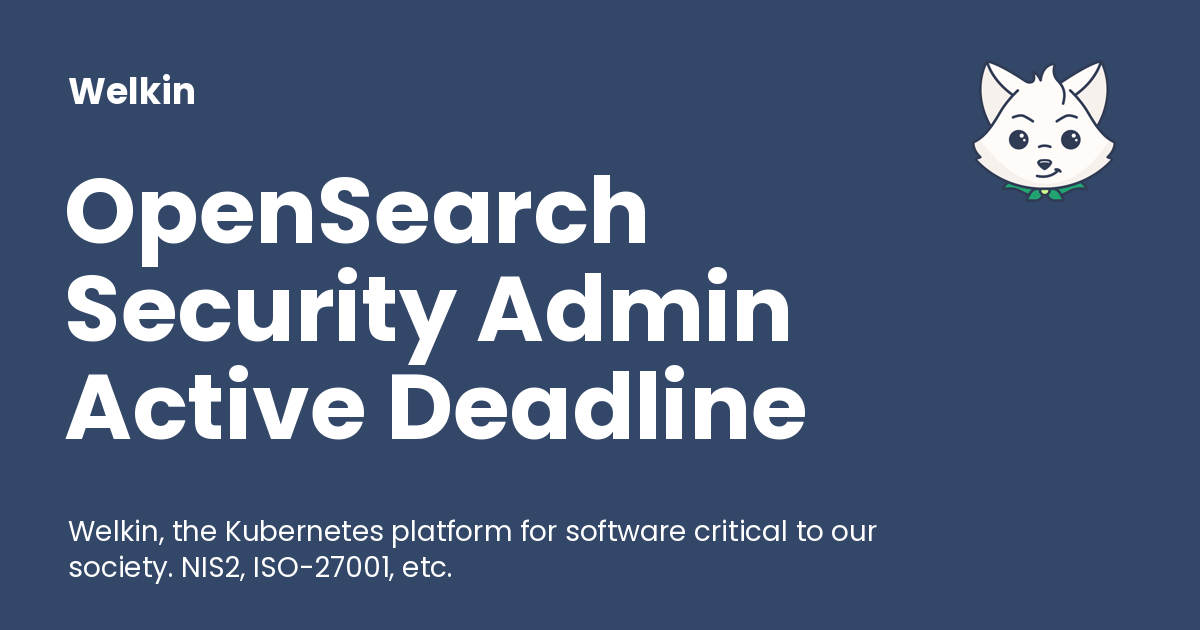 Welkin
OpenSearch
Security Admin
Active Deadline
Welkin, the Kubernetes platform for software critical to our
society. NIS2, ISO-27001, etc.